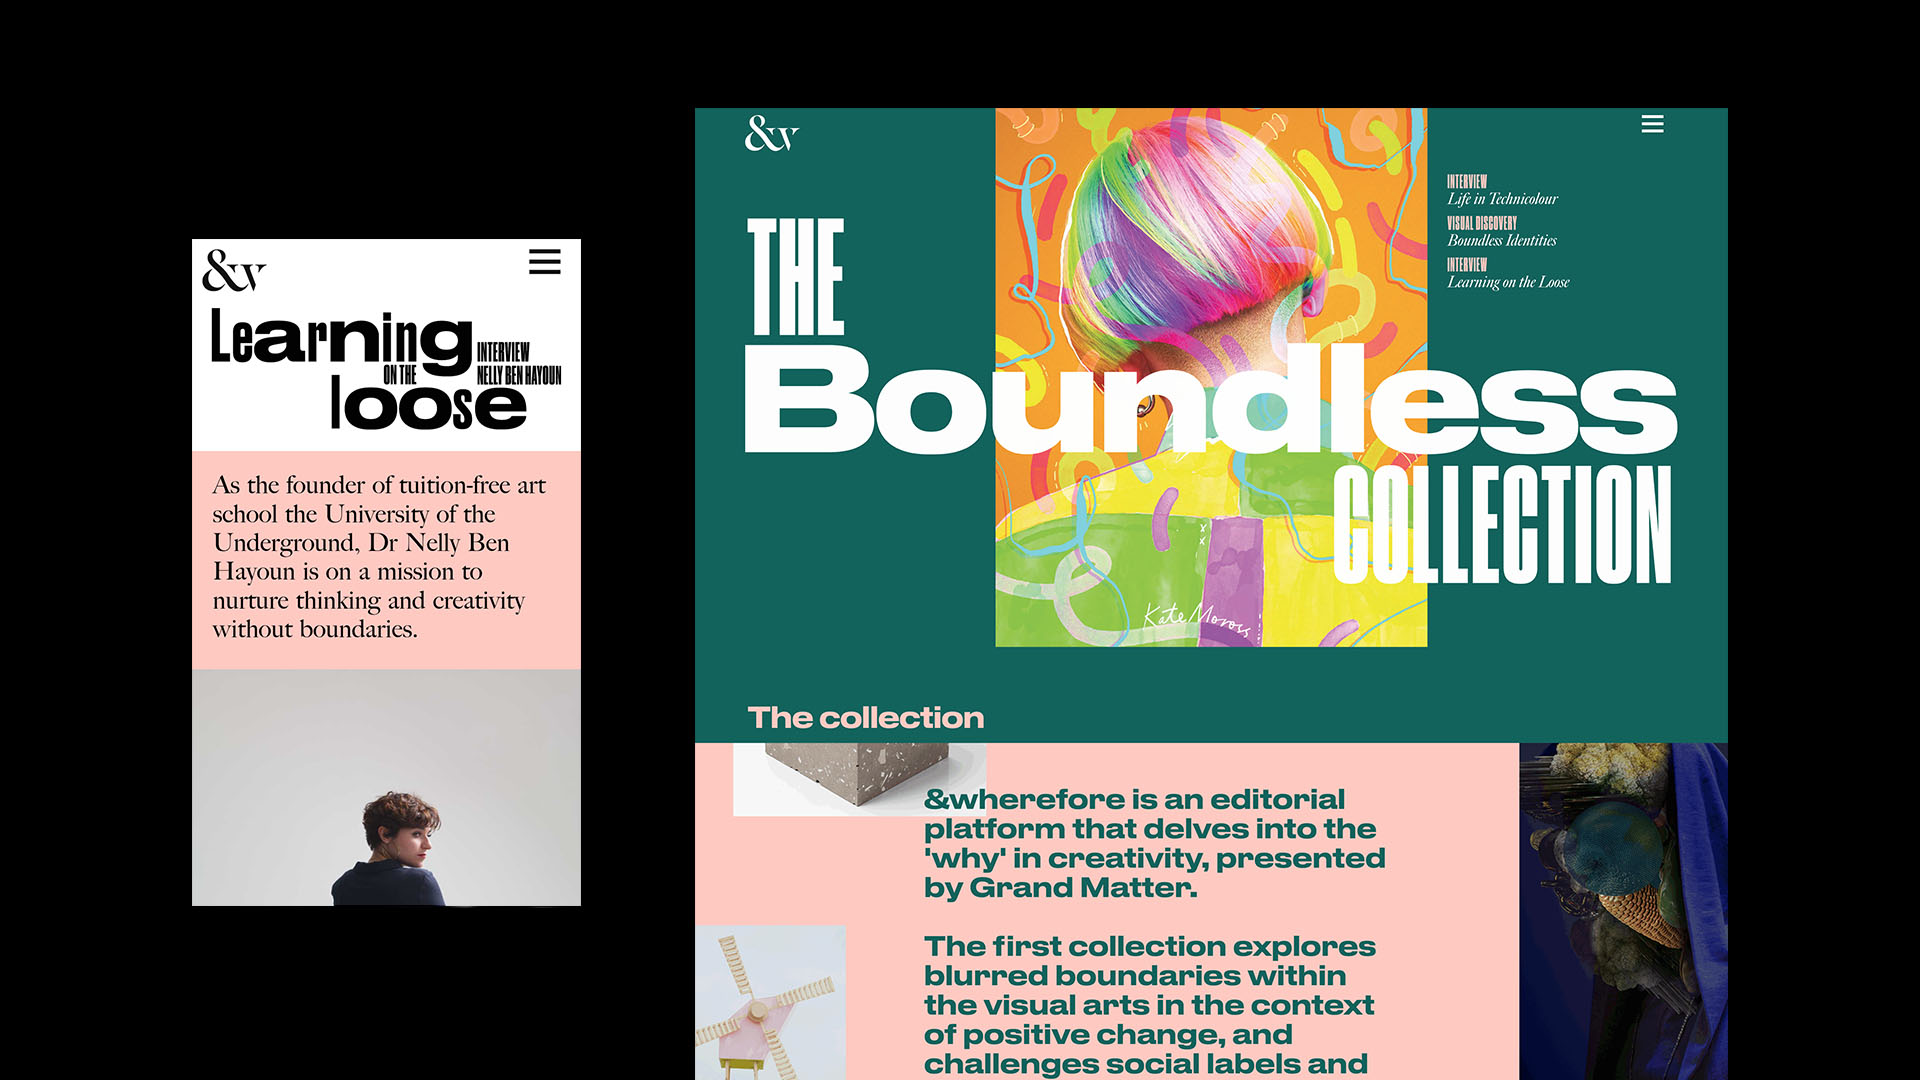 &w
Learning
INTERVIEW
ON THE
NELLY BEN HAYOUN
loose
As the founder of tuition-free art
school the University of the
Underground, Dr Nelly Ben
Hayoun is on a mission to
nurture thinking and creativity
without boundaries.
&w
INTERVIEW
Life in Technicolour
VISUAL DISCOVERY
Boundless Identities
INTERVIEW
Learning on the Loose
THE
Boundless
COLLECTION
Kate Moross
The collection
&wherefore is an editorial
platform that delves into the
'why' in creativity, presented
by Grand Matter.
The first collection explores
blurred boundaries within
the visual arts in the context
of positive change, and
challenges social labels and